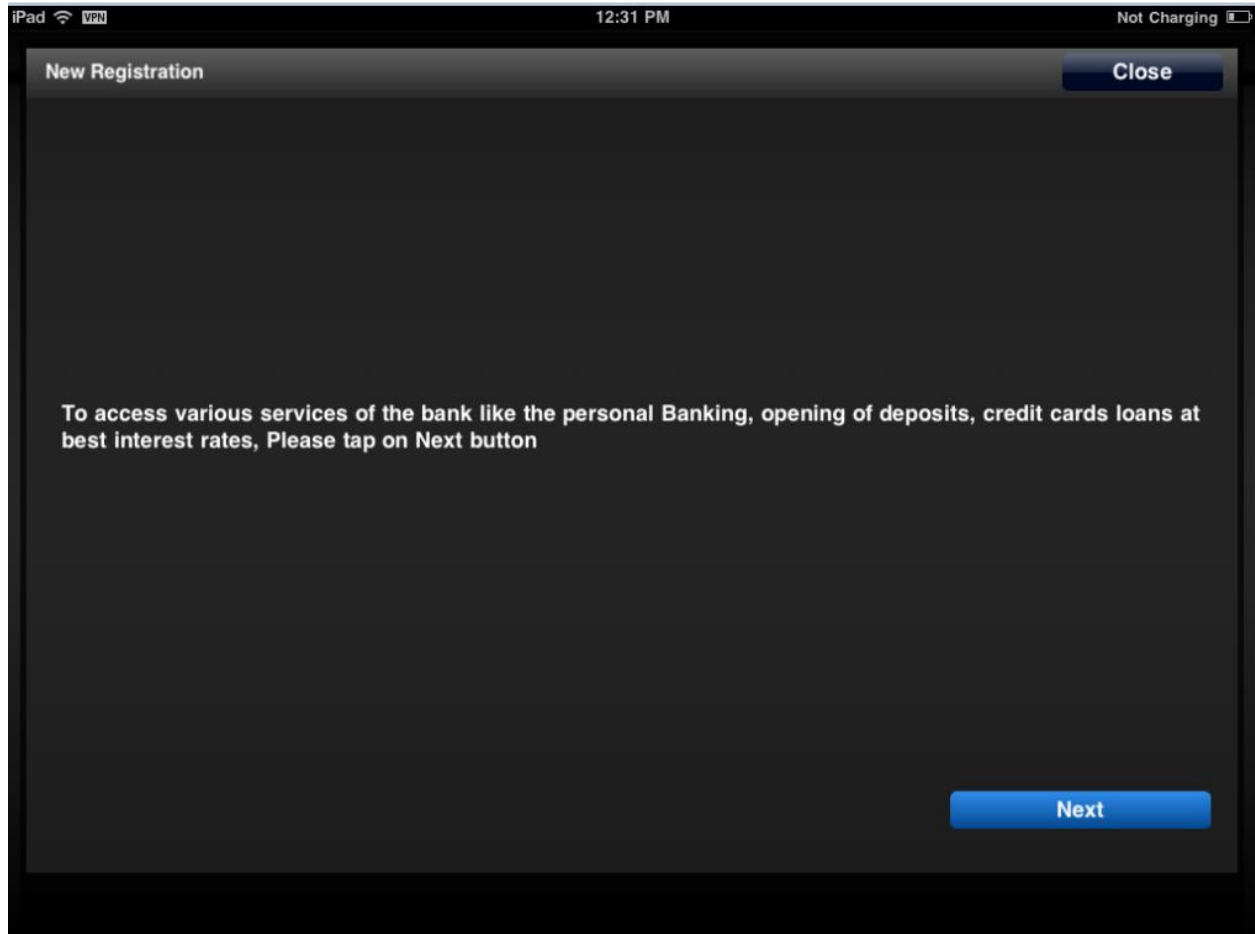 iPad VPN 12:31 PM Not Charging
New Registration Close
To access various services of the bank like the personal Banking, opening of deposits, credit cards loans at
best interest rates, Please tap on Next button
Next